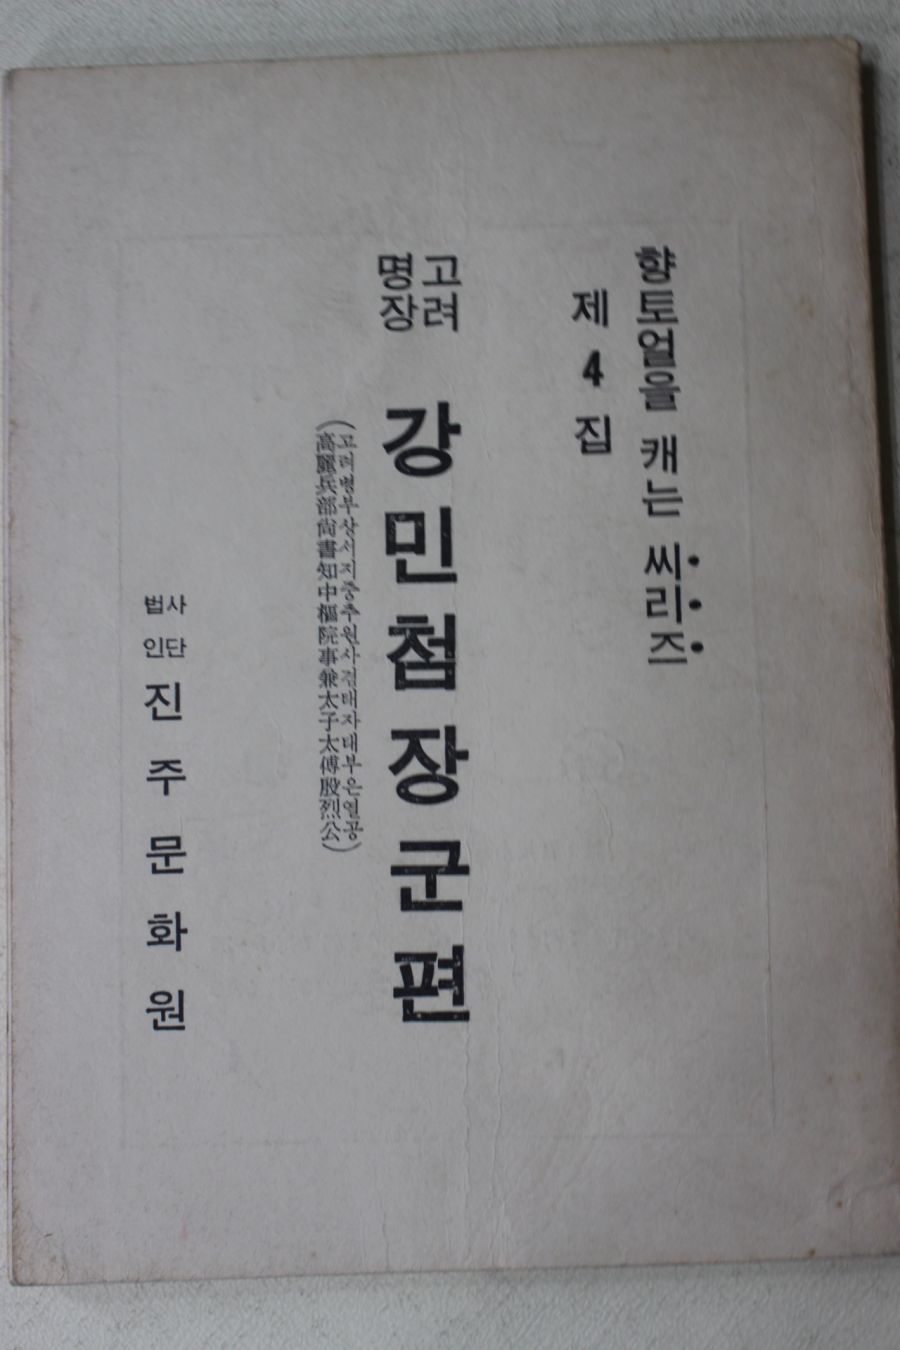 향토얼을 캐는 씨리즈
제4집
고려
명장
강민첨장군편
(고려병부상서지중추원사겸태자태부은열공
高麗兵部尙書知中樞院事兼太子太傅殷烈公)
사단
법인
진주문화원